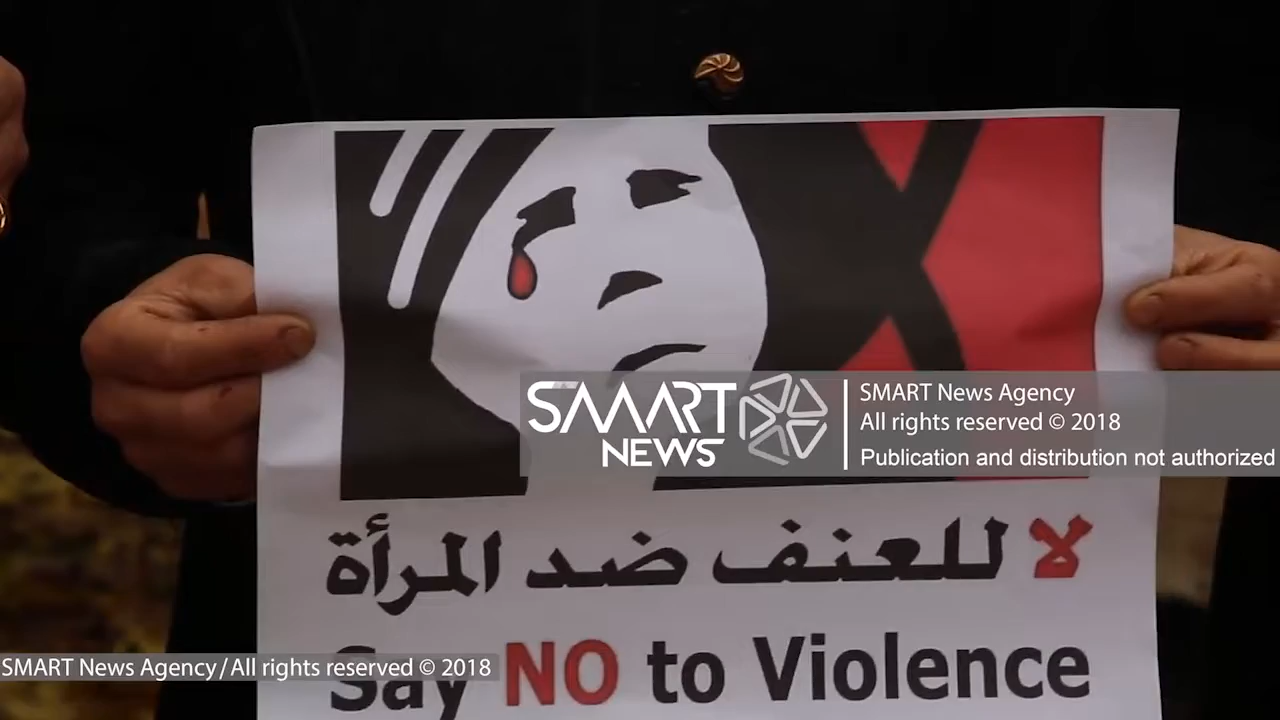 SMART
NEWS
SMART News Agency
All rights reserved © 2018
Publication and distribution not authorized
لا للعنف ضد المرأة
Say NO to Violence
SMART News Agency / All rights reserved © 2018